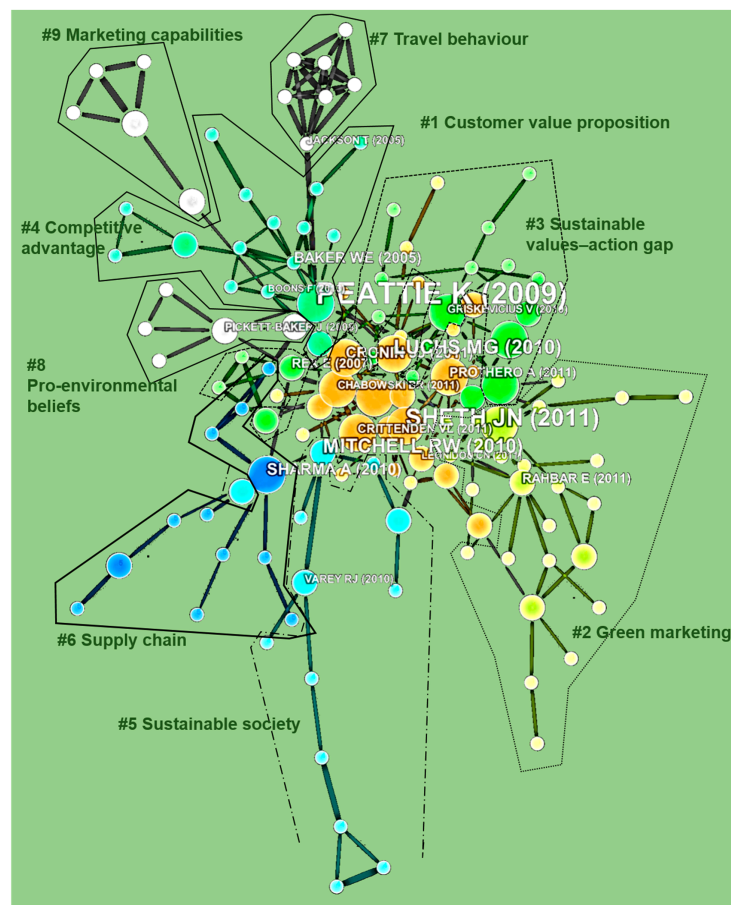 #9 Marketing capabilities
#7 Travel behaviour
#1 Customer value proposition
JACKSON T (2005)
#3 Sustainable
values–action gap
#4 Competitive
advantage
BAKER WE (2005)
PEATTIE K (2009)
PICKETT-BAKER J (2008)
LUCHS MG (2010)
#8
Pro-environmental
beliefs
PROTHERO A (2011)
CHABOWSKI BR (2011)
SHETH JN (2011)
CRITTENDEN VL (2011)
MITCHELL RW (2010)
SHARMA A (2010)
RAHBAR E (2011)
VAREY RJ (2010)
#6 Supply chain
#2 Green marketing
#5 Sustainable society